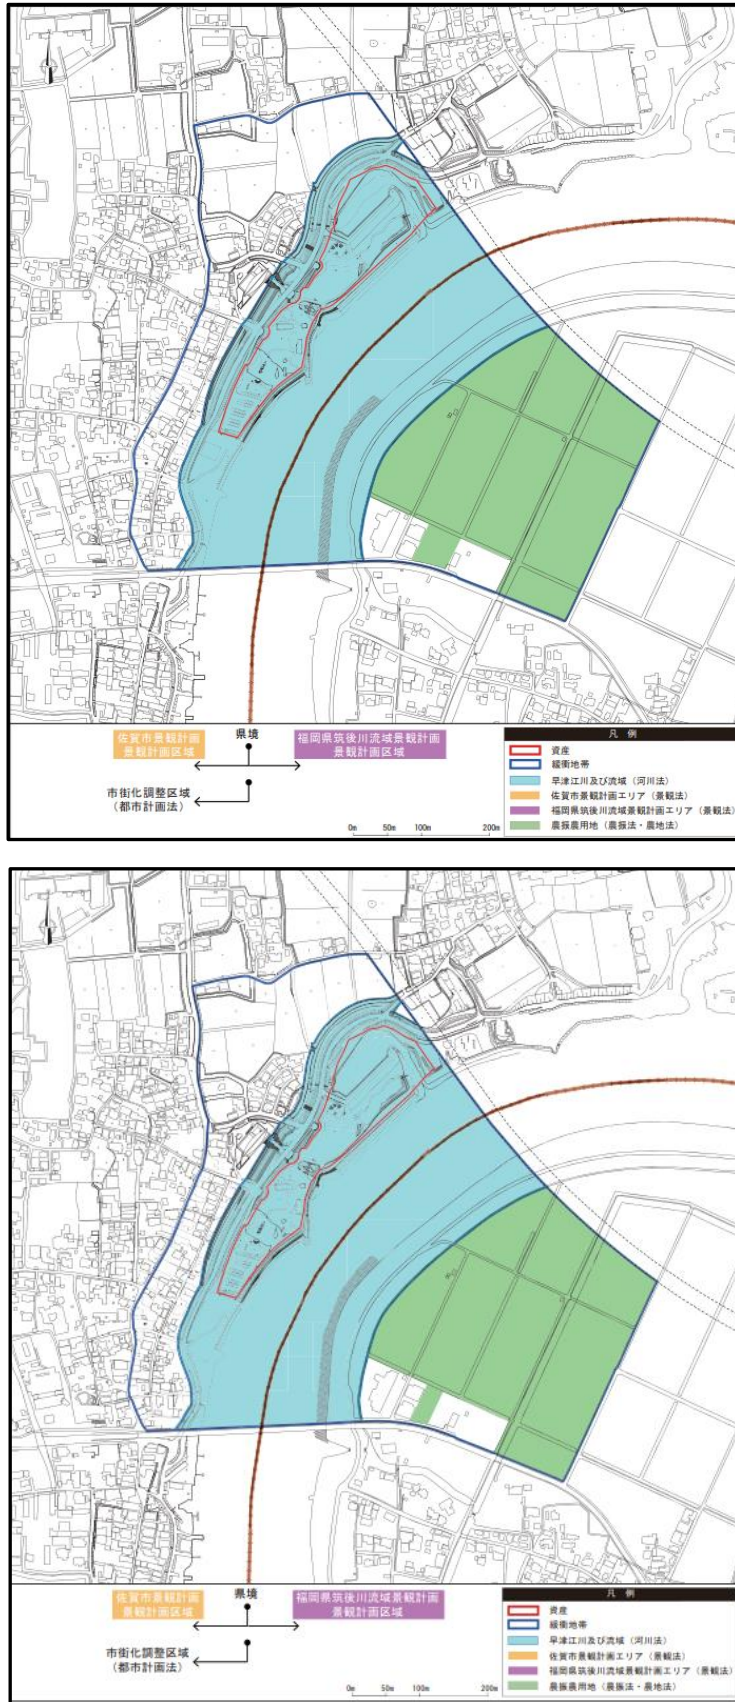 佐賀市景観計画
景観計画区域
県境
福岡県筑後川流域景観計画
景観計画区域
市街化調整区域
（都市計画法）
0m 50m 100m 200m
凡 例
資産
緩衝地帯
早津江川及び流域（河川法）
佐賀市景観計画エリア（景観法）
福岡県筑後川流域景観計画エリア（景観法）
農振農用地（農振法・農地法）
佐賀市景観計画
景観計画区域
県境
福岡県筑後川流域景観計画
景観計画区域
市街化調整区域
（都市計画法）
0m 50m 100m 200m
凡 例
資産
緩衝地帯
早津江川及び流域（河川法）
佐賀市景観計画エリア（景観法）
福岡県筑後川流域景観計画エリア（景観法）
農振農用地（農振法・農地法）